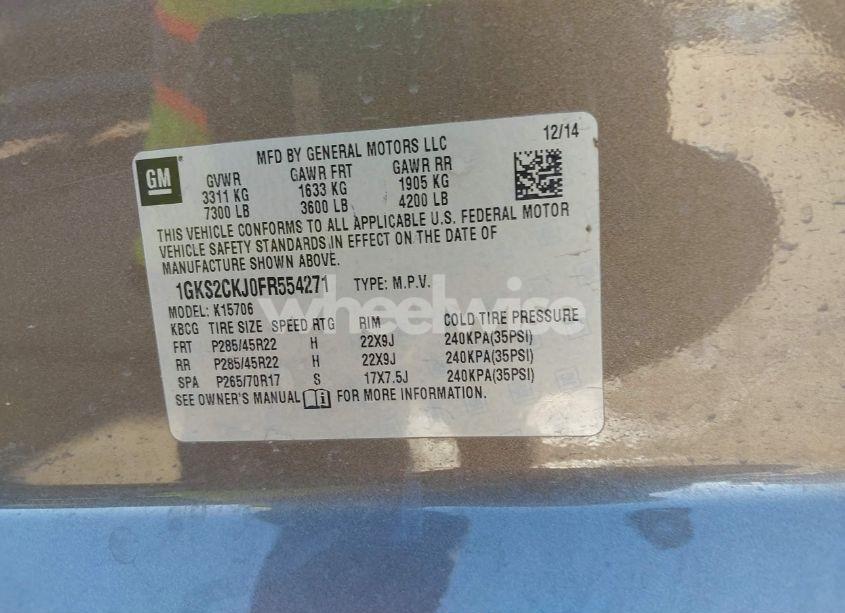 12/14
MFD BY GENERAL MOTORS LLC
GM
GVWR GAWR FRT GAWR RR
3311 KG 1633 KG 1905 KG
7300 LB 3600 LB 4200 LB
THIS VEHICLE CONFORMS TO ALL APPLICABLE U.S. FEDERAL MOTOR
VEHICLE SAFETY STANDARDS IN EFFECT ON THE DATE OF
MANUFACTURE SHOWN ABOVE.
1GKS2CKJ0FR554271 TYPE: M.P.V.
wheelwise
MODEL: K15706
KBCG TIRE SIZE SPEED RTG RIM COLD TIRE PRESSURE
FRT P285/45R22 H 22X9J 240KPA(35PSI)
RR P285/45R22 H 22X9J 240KPA(35PSI)
SPA P265/70R17 S 17X7.5J 240KPA(35PSI)
SEE OWNER'S MANUAL i FOR MORE INFORMATION.